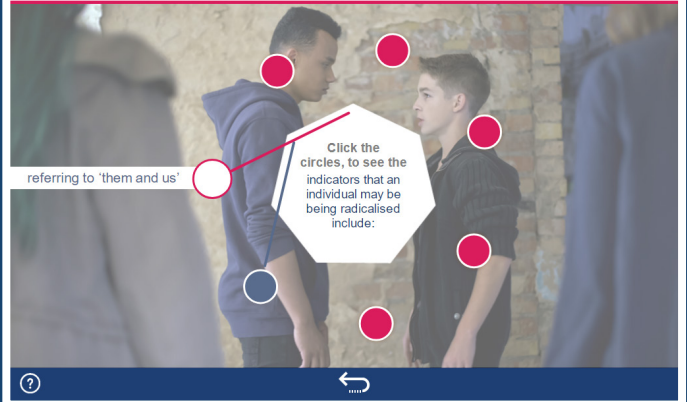 Click the
circles, to see the
indicators that an
individual may be
being radicalised
include:
referring to ‘them and us’
?